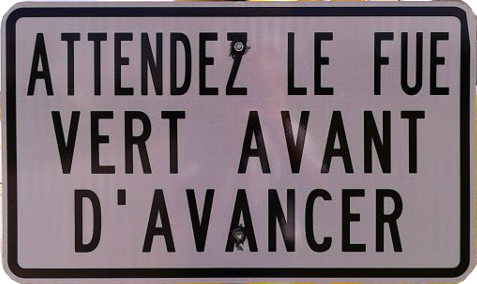 ATTENDEZ LE FUE
VERT AVANT
D'AVANCER